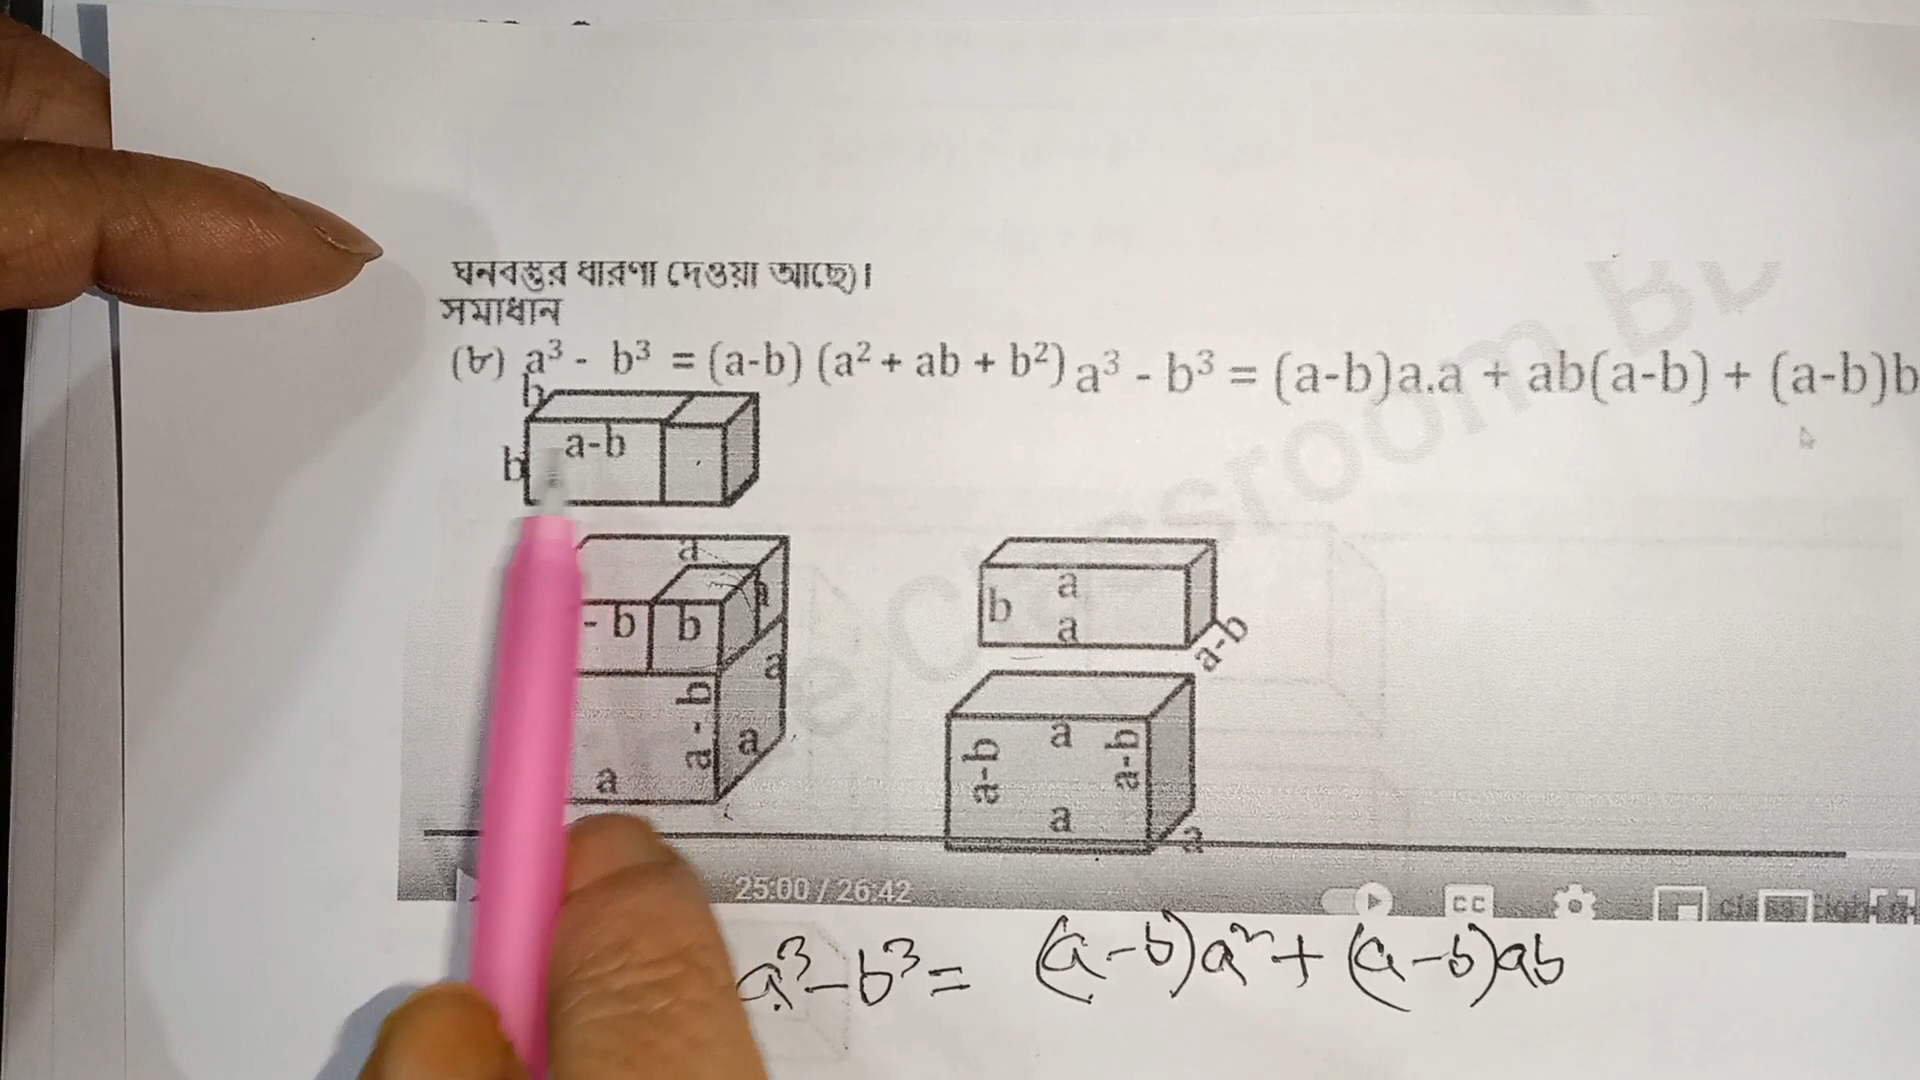 ঘনবস্তুর ধারণা দেওয়া আছে)।
সমাধান
(৮) a³ - b³ = (a-b) (a² + ab + b²) a³ - b³ = (a-b)a.a + ab(a-b) + (a-b)b
b
a-b
b
a
- b b b
a
a - b
a
a
a
b
a
a-b
a
a-b
a-b
a
a
25:00 / 26:42
CC
a³-b³ = (a-b)a² + (a-b)ab